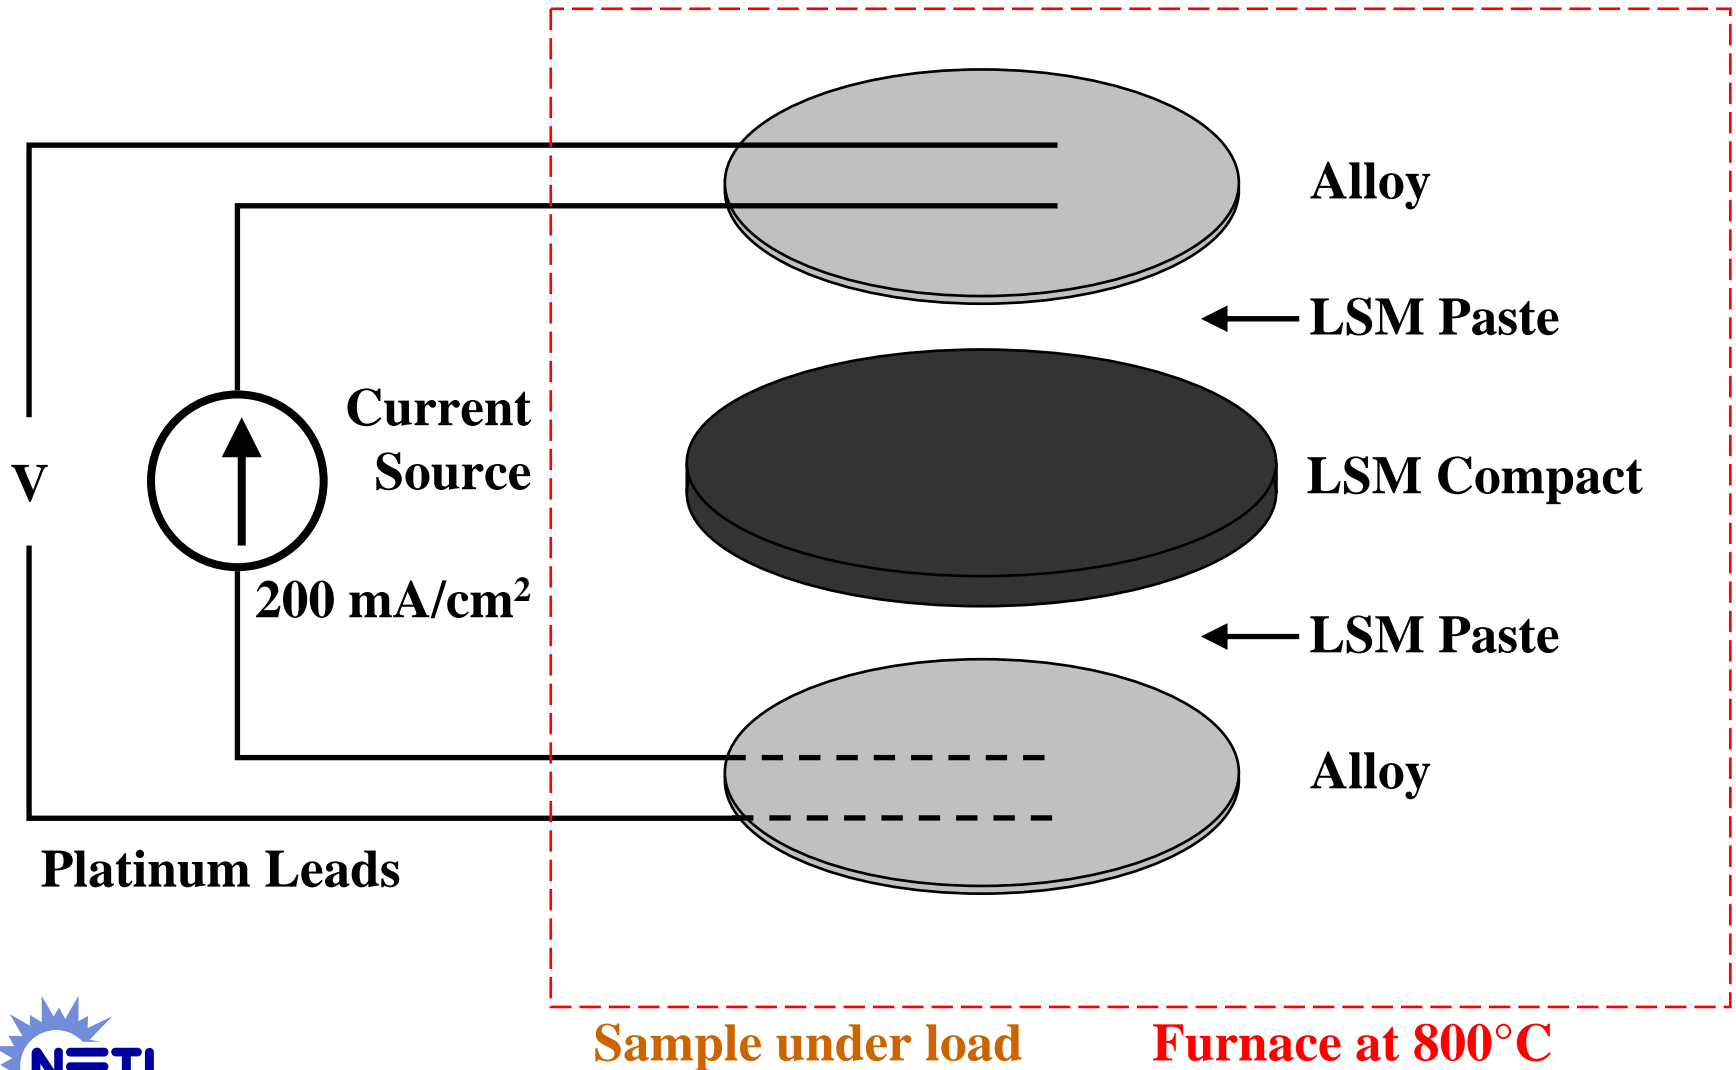 Alloy
LSM Paste
Current
Source
V
LSM Compact
200 mA/cm²
LSM Paste
Alloy
Platinum Leads
Sample under load
Furnace at 800°C
NETL